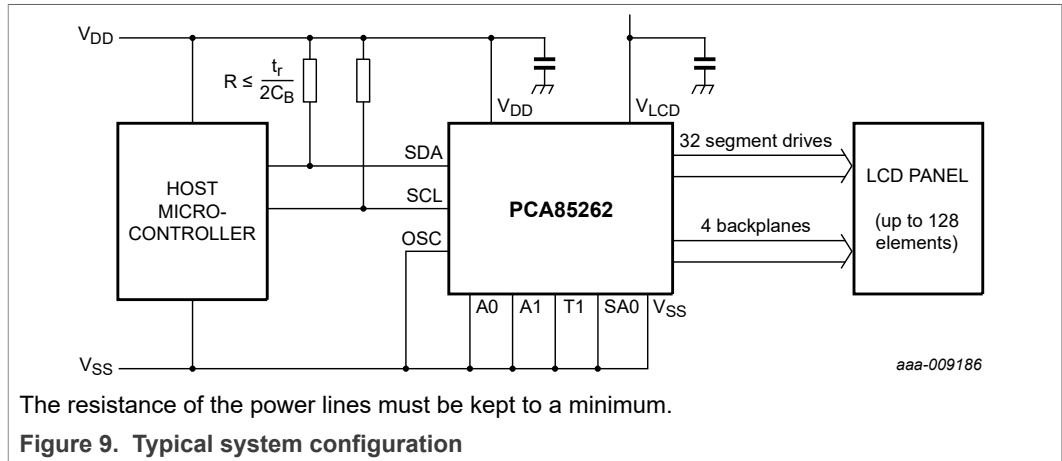 VDD
R ≤ tr
2CB
VDD
VLCD
HOST
MICRO-
CONTROLLER
SDA
SCL
OSC
PCA85262
32 segment drives
4 backplanes
LCD PANEL
(up to 128
elements)
A0 A1 T1 SA0 VSS
VSS
aaa-009186
The resistance of the power lines must be kept to a minimum.
Figure 9. Typical system configuration